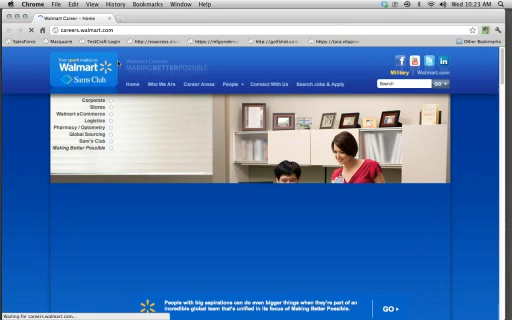 Chrome File Edit View History Bookmarks Window Help Wed 10:23 AM
Walmart Career - Home
careers.walmart.com
Salesforce Macquarie TestCraft Login Other Bookmarks
Your spark makes us
Walmart
Sam's Club
Walmart Careers
MAKING BETTER POSSIBLE
Military | Walmart.com
Home Who We Are Career Areas People Connect With Us Search Jobs & Apply Search GO
Corporate
Stores
Walmart eCommerce
Logistics
Pharmacy / Optometry
Global Sourcing
Sam's Club
Making Better Possible
People with big aspirations can do even bigger things when they're part of an
incredible global team that's unified in its focus of Making Better Possible.
GO
Waiting for careers.walmart.com...